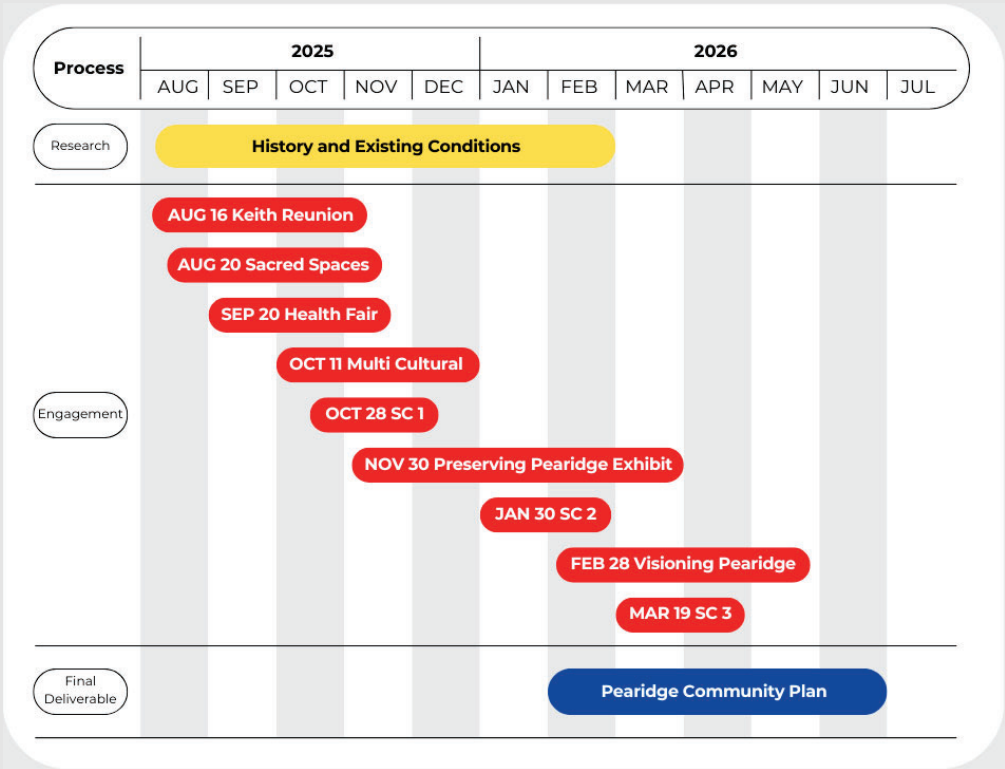 Process
2025
2026
AUG SEP OCT NOV DEC JAN FEB MAR APR MAY JUN JUL
Research
History and Existing Conditions
AUG 16 Keith Reunion
AUG 20 Sacred Spaces
SEP 20 Health Fair
OCT 11 Multi Cultural
Engagement
OCT 28 SC 1
NOV 30 Preserving Pearidge Exhibit
JAN 30 SC 2
FEB 28 Visioning Pearidge
MAR 19 SC 3
Final
Deliverable
Pearidge Community Plan